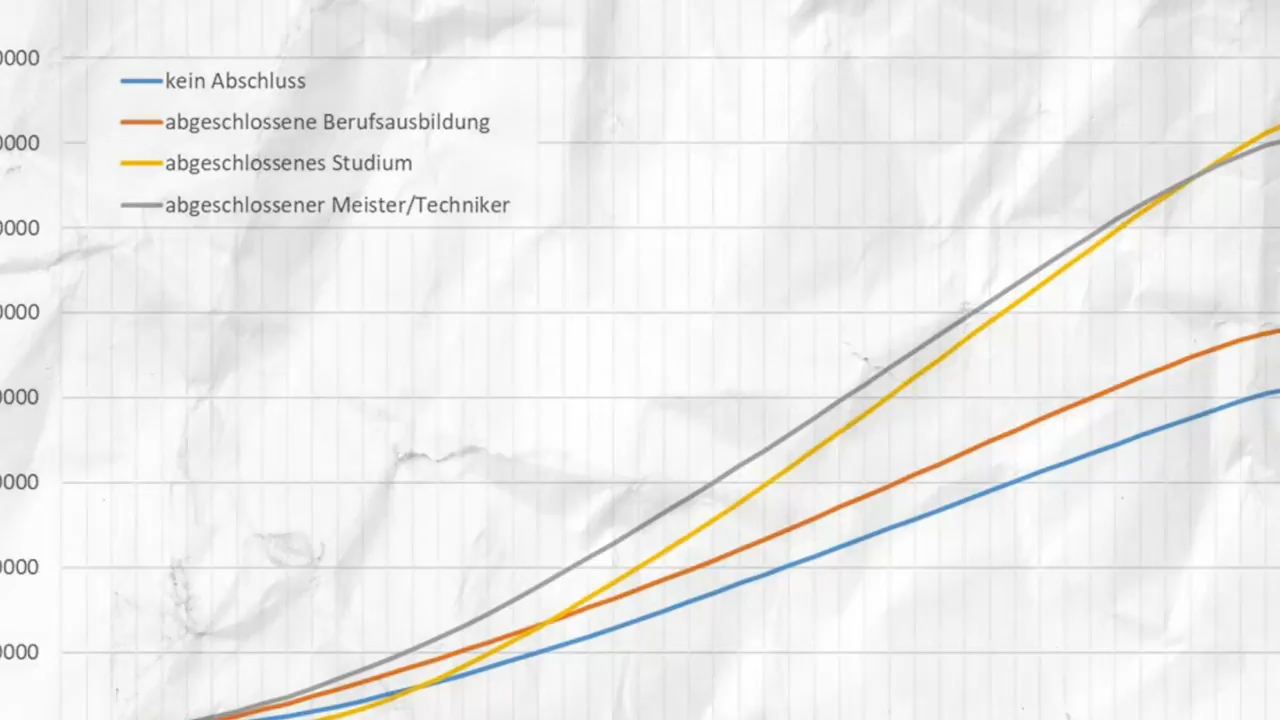 0000
kein Abschluss
abgeschlossene Berufsausbildung
0000
abgeschlossenes Studium
abgeschlossener Meister/Techniker
0000
0000
0000
0000
0000
0000